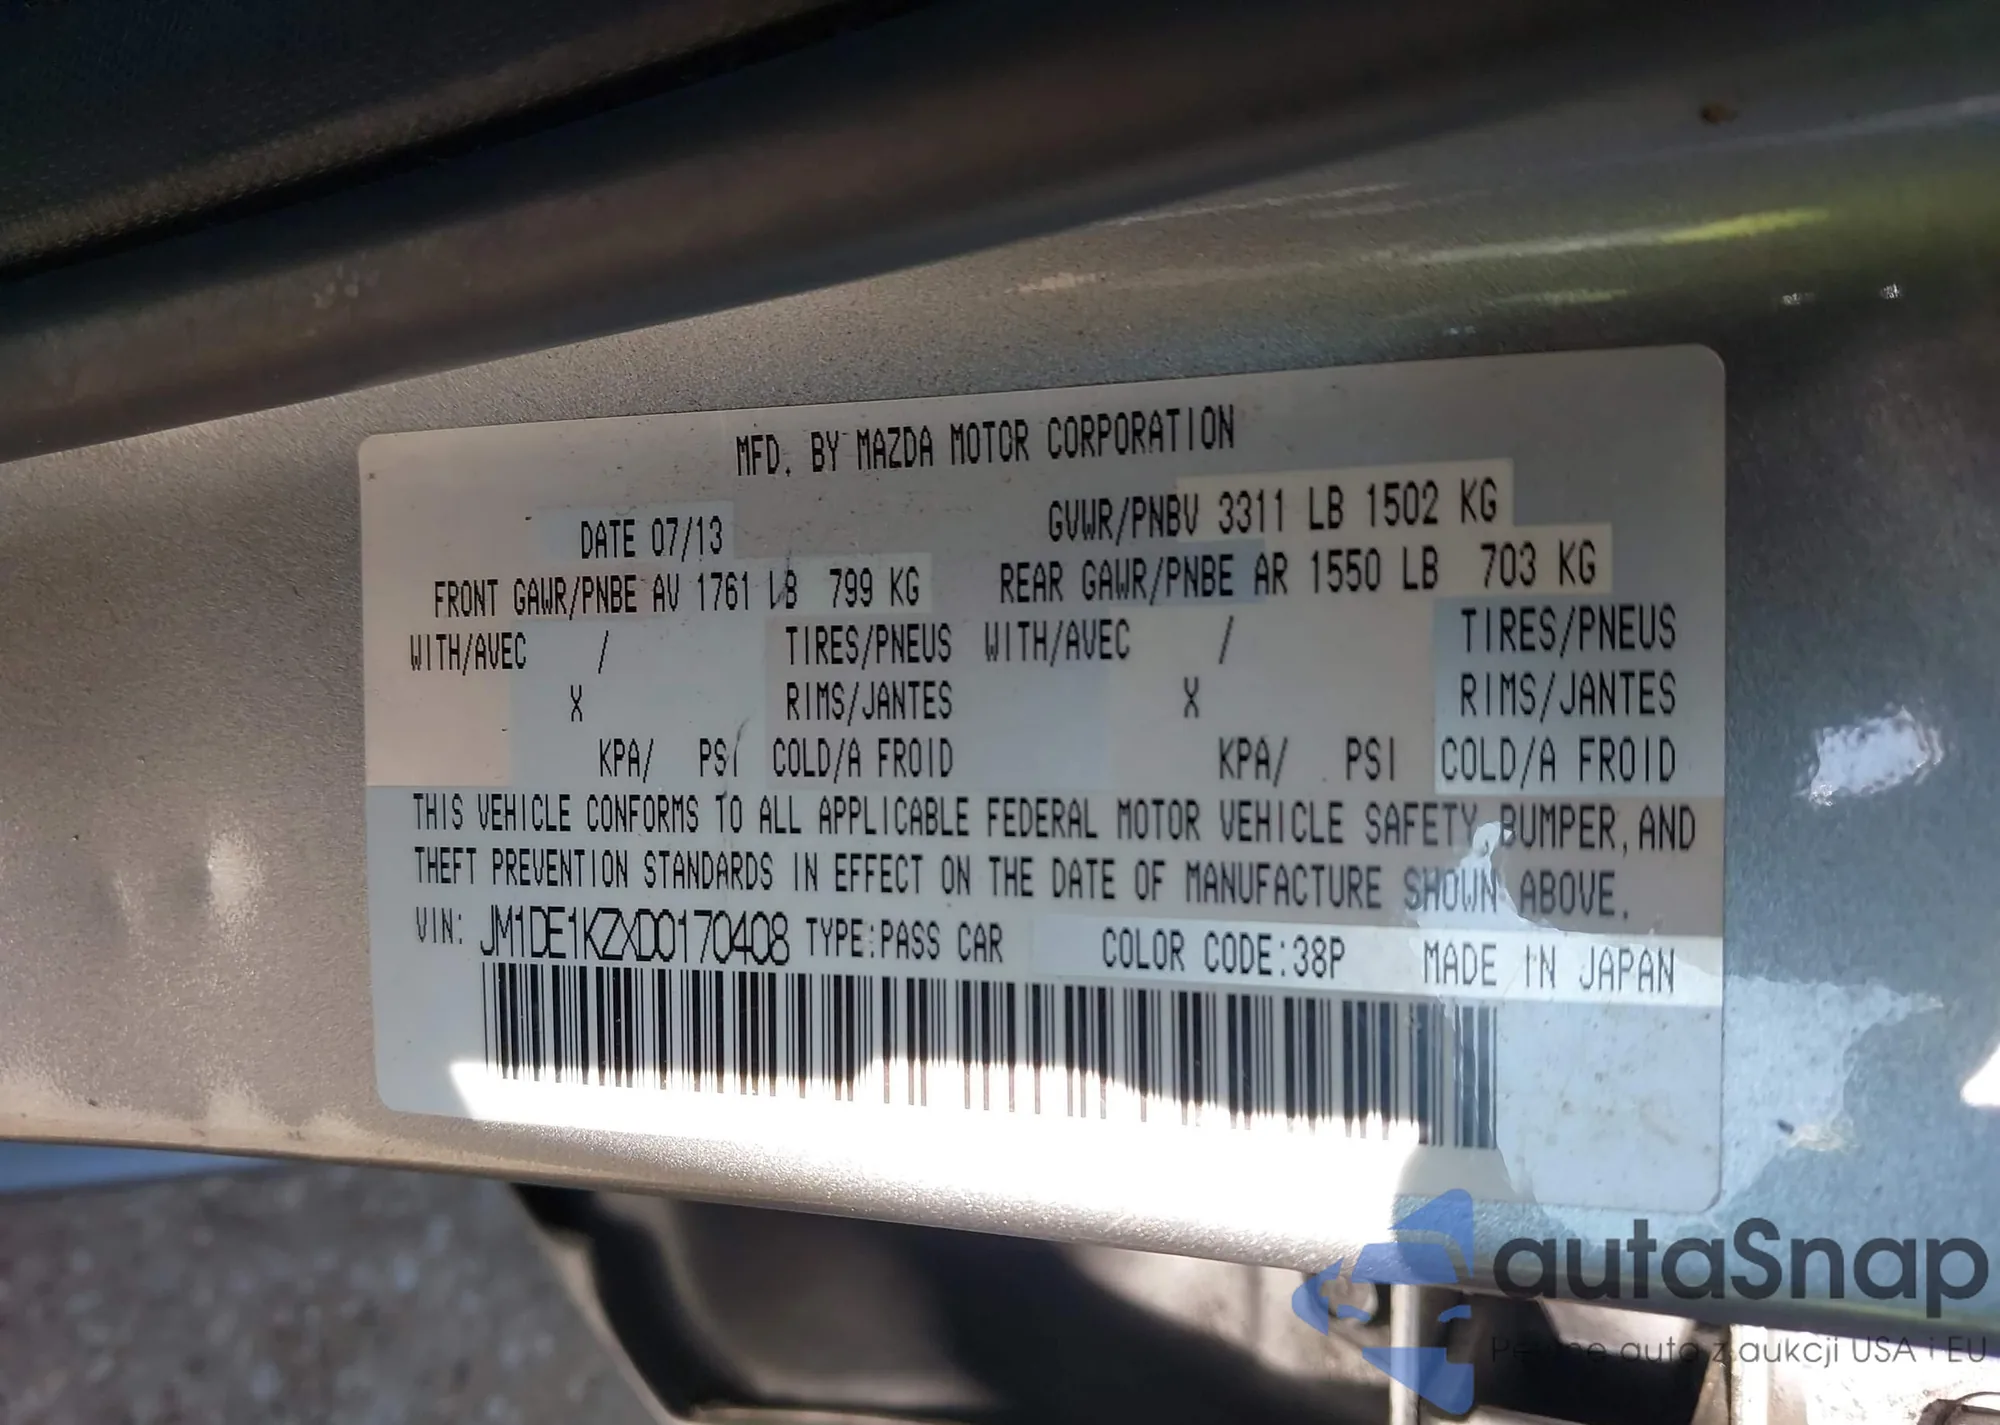 MFD. BY MAZDA MOTOR CORPORATION
DATE 07/13 GVWR/PNBV 3311 LB 1502 KG
FRONT GAWR/PNBE AV 1761 LB 799 KG REAR GAWR/PNBE AR 1550 LB 703 KG
WITH/AVEC / TIRES/PNEUS WITH/AVEC / TIRES/PNEUS
X RIMS/JANTES X RIMS/JANTES
KPA/ PSI COLD/A FROID KPA/ PSI COLD/A FROID
THIS VEHICLE CONFORMS TO ALL APPLICABLE FEDERAL MOTOR VEHICLE SAFETY, BUMPER, AND
THEFT PREVENTION STANDARDS IN EFFECT ON THE DATE OF MANUFACTURE SHOWN ABOVE.
VIN: JM1DE1KZXD0170408 TYPE:PASS CAR COLOR CODE:38P MADE IN JAPAN
autaSnap
auta z aukcji USA i EU